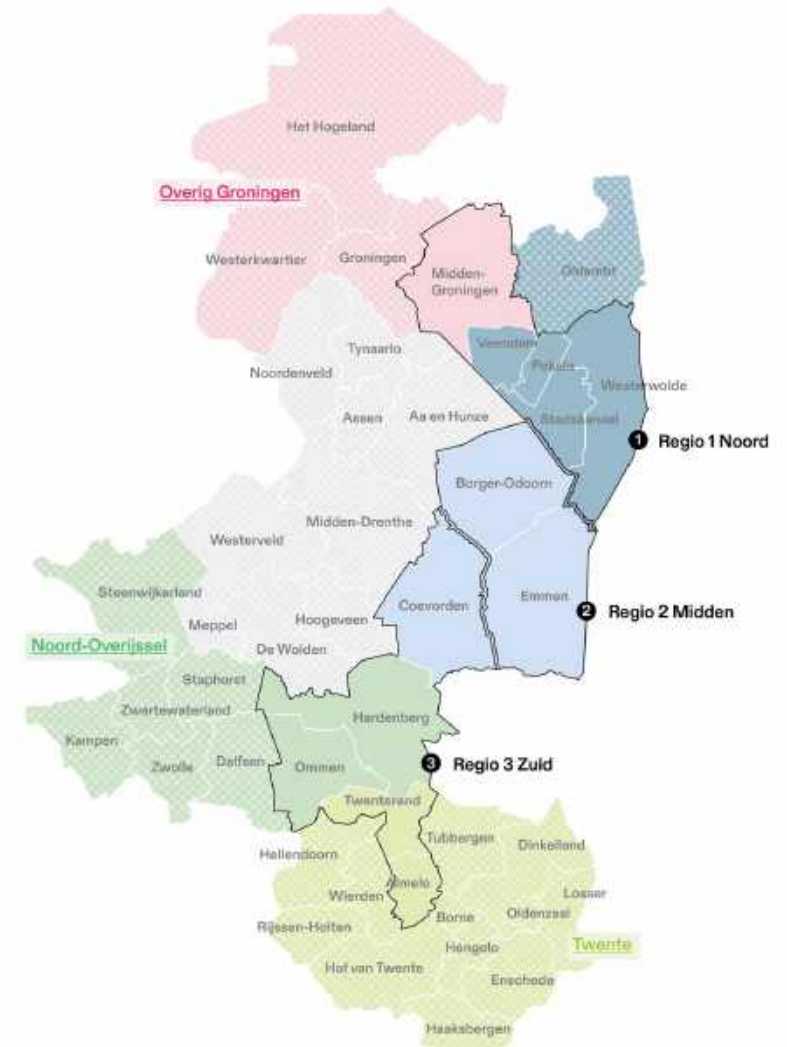 Het Hogeland
Overig Groningen
Westerkwartier
Groningen
Midden-
Groningen
Oldambt
Veendam
Pekela
Westerwolde
Stadskanaal
1 Regio 1 Noord
Tynaarlo
Noordenveld
Assen
Aa en Hunze
Borger-Odoorn
Midden-Drenthe
Westerveld
Steenwijkerland
Coevorden
Emmen
2 Regio 2 Midden
Hoogeveen
Meppel
De Wolden
Noord-Overijssel
Staphorst
Zwartewaterland
Hardenberg
Kampen
Zwolle
Dalfsen
Ommen
3 Regio 3 Zuid
Twenterand
Tubbergen
Dinkelland
Hellendoorn
Almelo
Wierden
Losser
Oldenzaal
Borne
Rijssen-Holten
Hengelo
Twente
Hof van Twente
Enschede
Haaksbergen